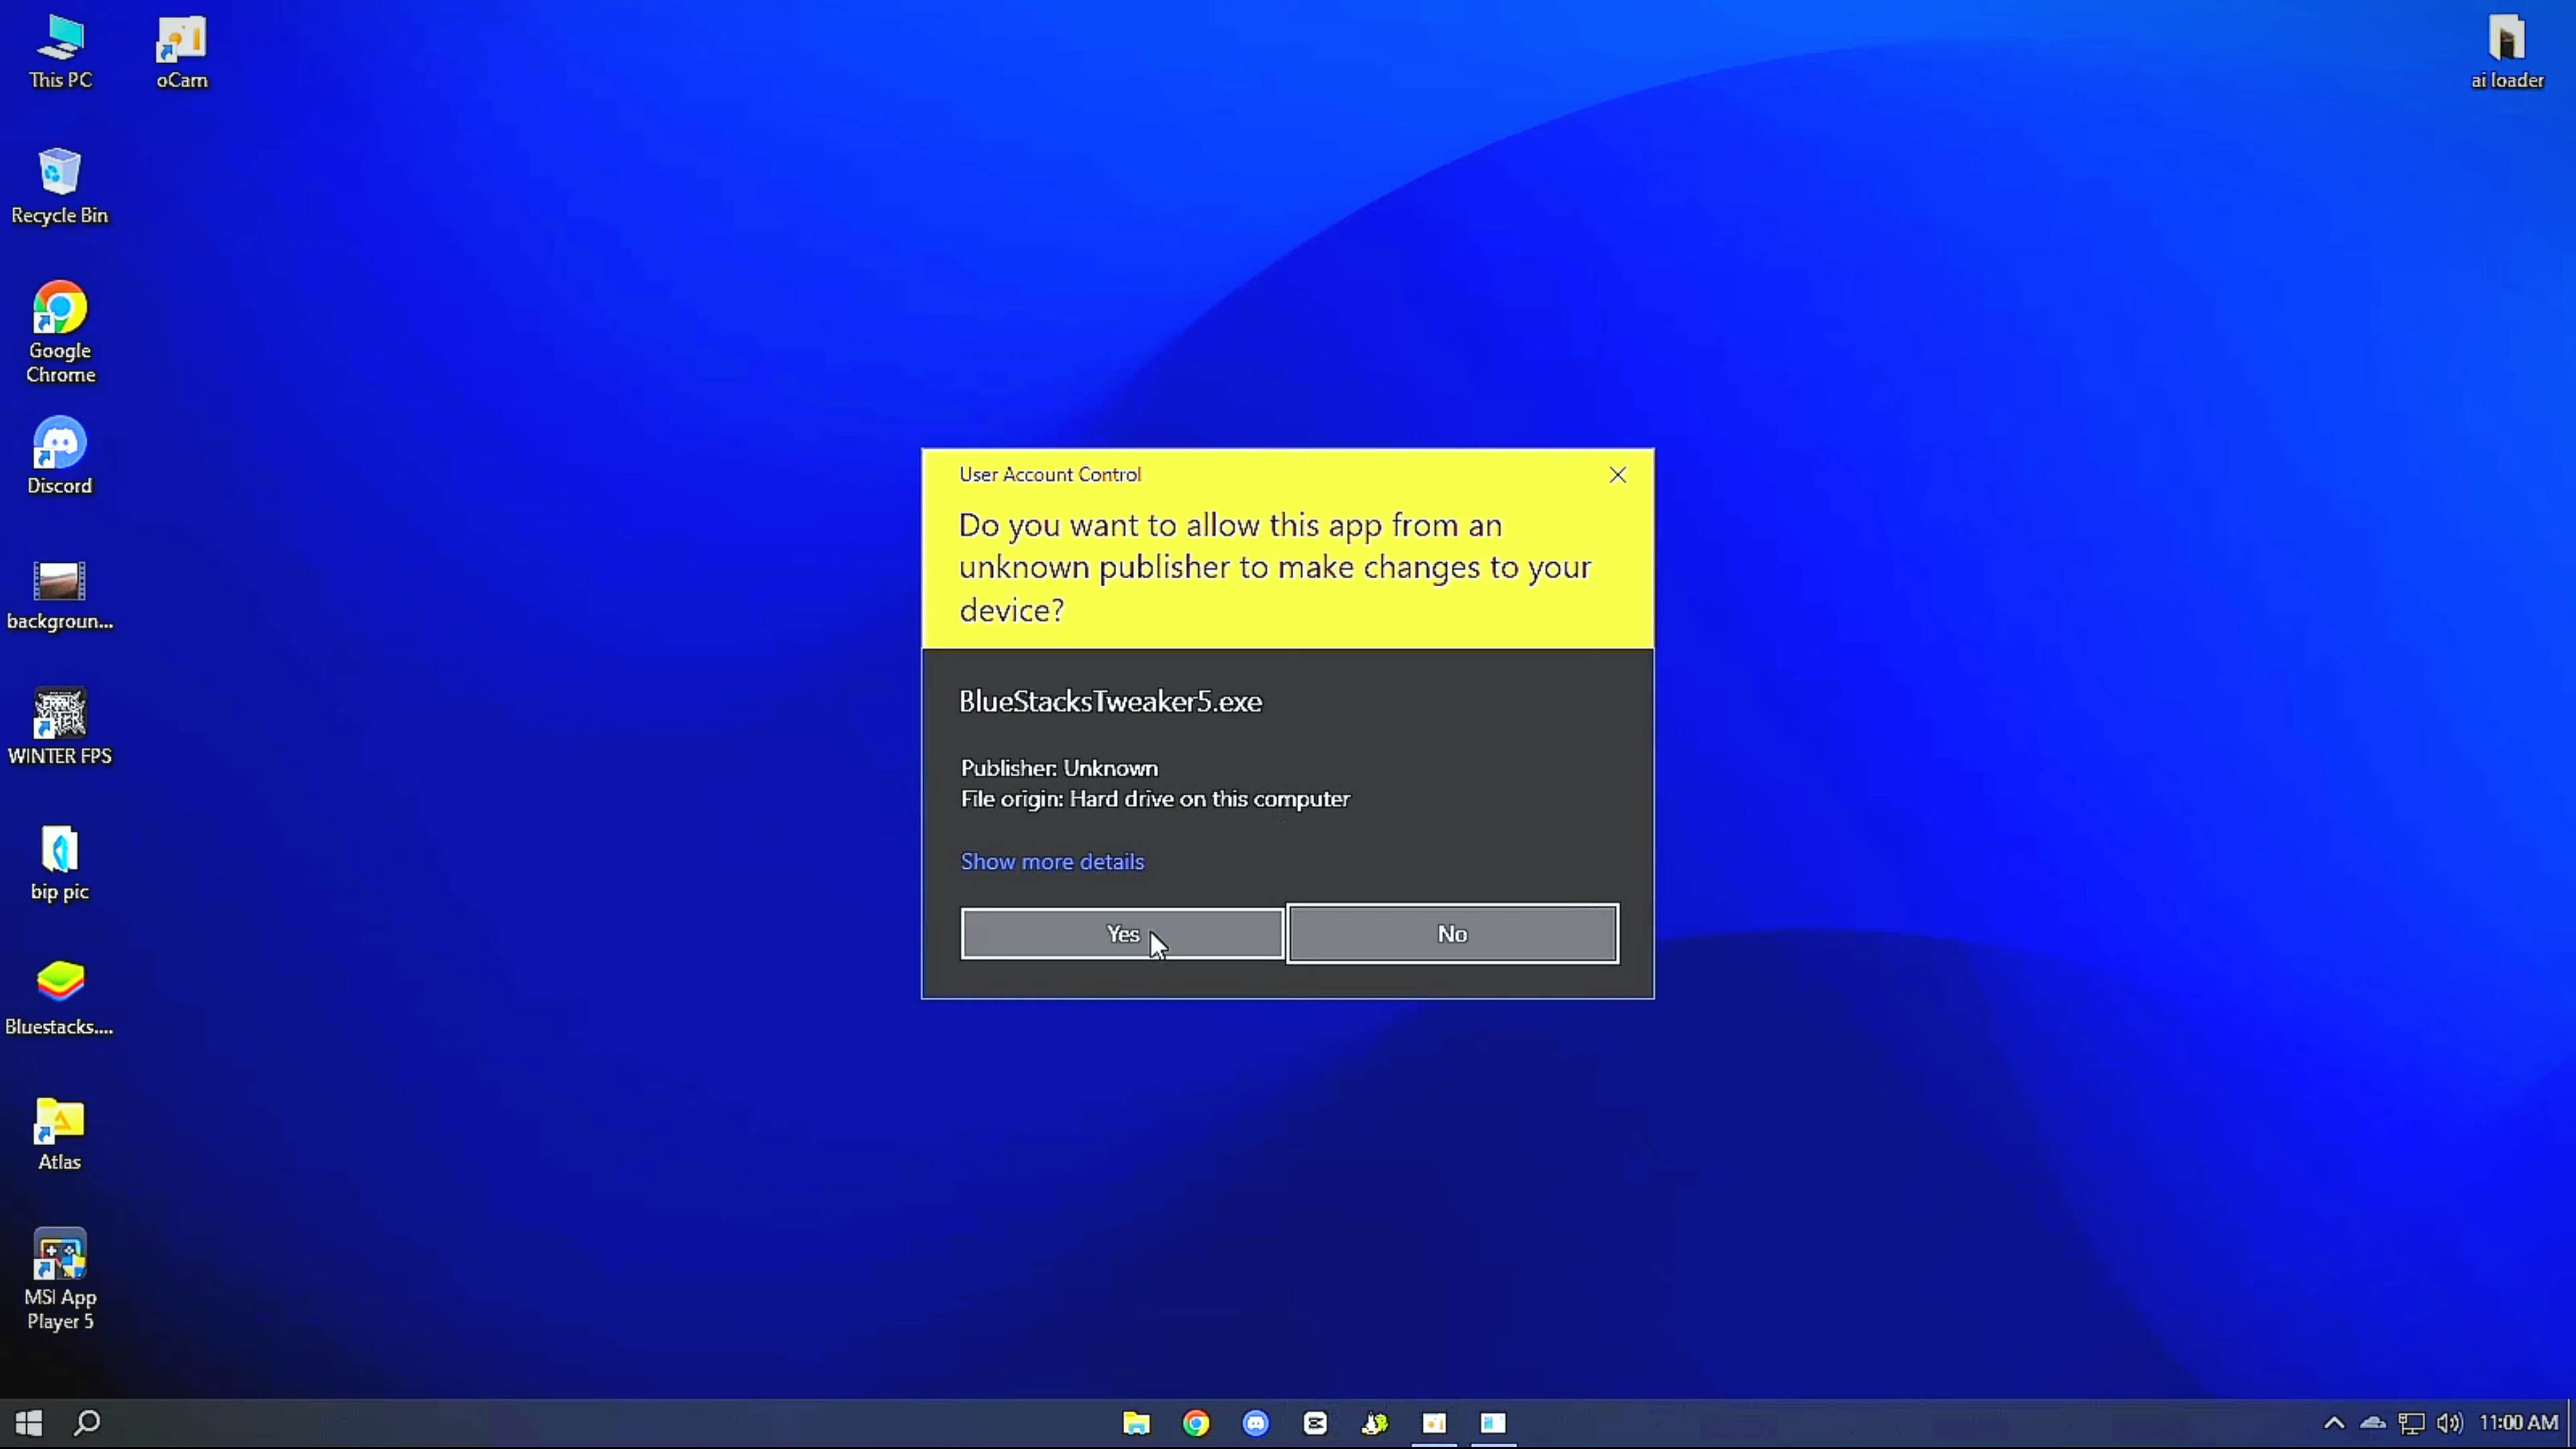 This PC
oCam
ai loader
Recycle Bin
Google
Chrome
Discord
backgroun...
WINTER FPS
bip pic
Bluestacks....
Atlas
MSI App
Player 5
User Account Control
Do you want to allow this app from an
unknown publisher to make changes to your
device?
BlueStacksTweaker5.exe
Publisher: Unknown
File origin: Hard drive on this computer
Show more details
Yes
No
11:00 AM